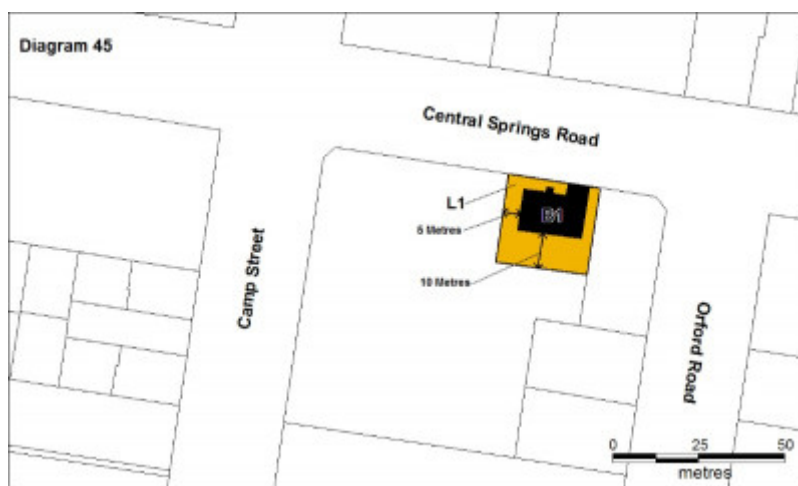 Diagram 45
Central Springs Road
L1
B1
5 Metres
10 Metres
Camp Street
Orford Road
0 25 50
metres